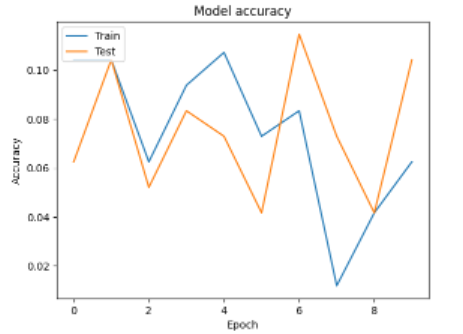 Model accuracy
Train
Test
0.10
0.08
0.06
0.04
0.02
Accuracy
0 2 4 6 8
Epoch